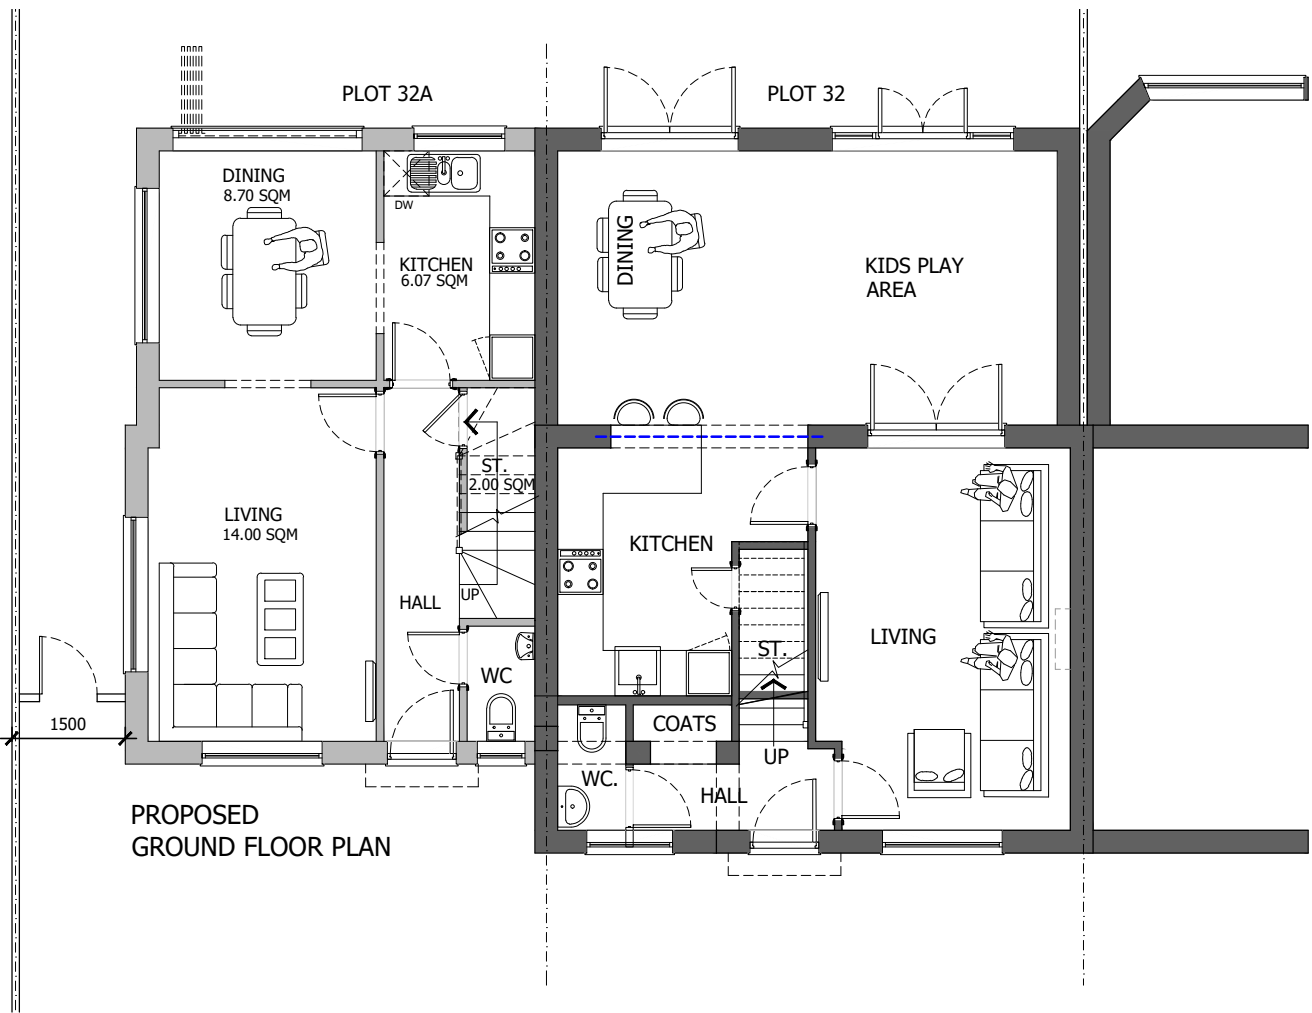 PLOT 32A
PLOT 32
DINING
8.70 SQM
DW
KITCHEN
6.07 SQM
DINING
KIDS PLAY
AREA
ST.
2.00 SQM
LIVING
14.00 SQM
KITCHEN
UP
HALL
LIVING
ST.
WC
1500
COATS
UP
WC.
HALL
PROPOSED
GROUND FLOOR PLAN